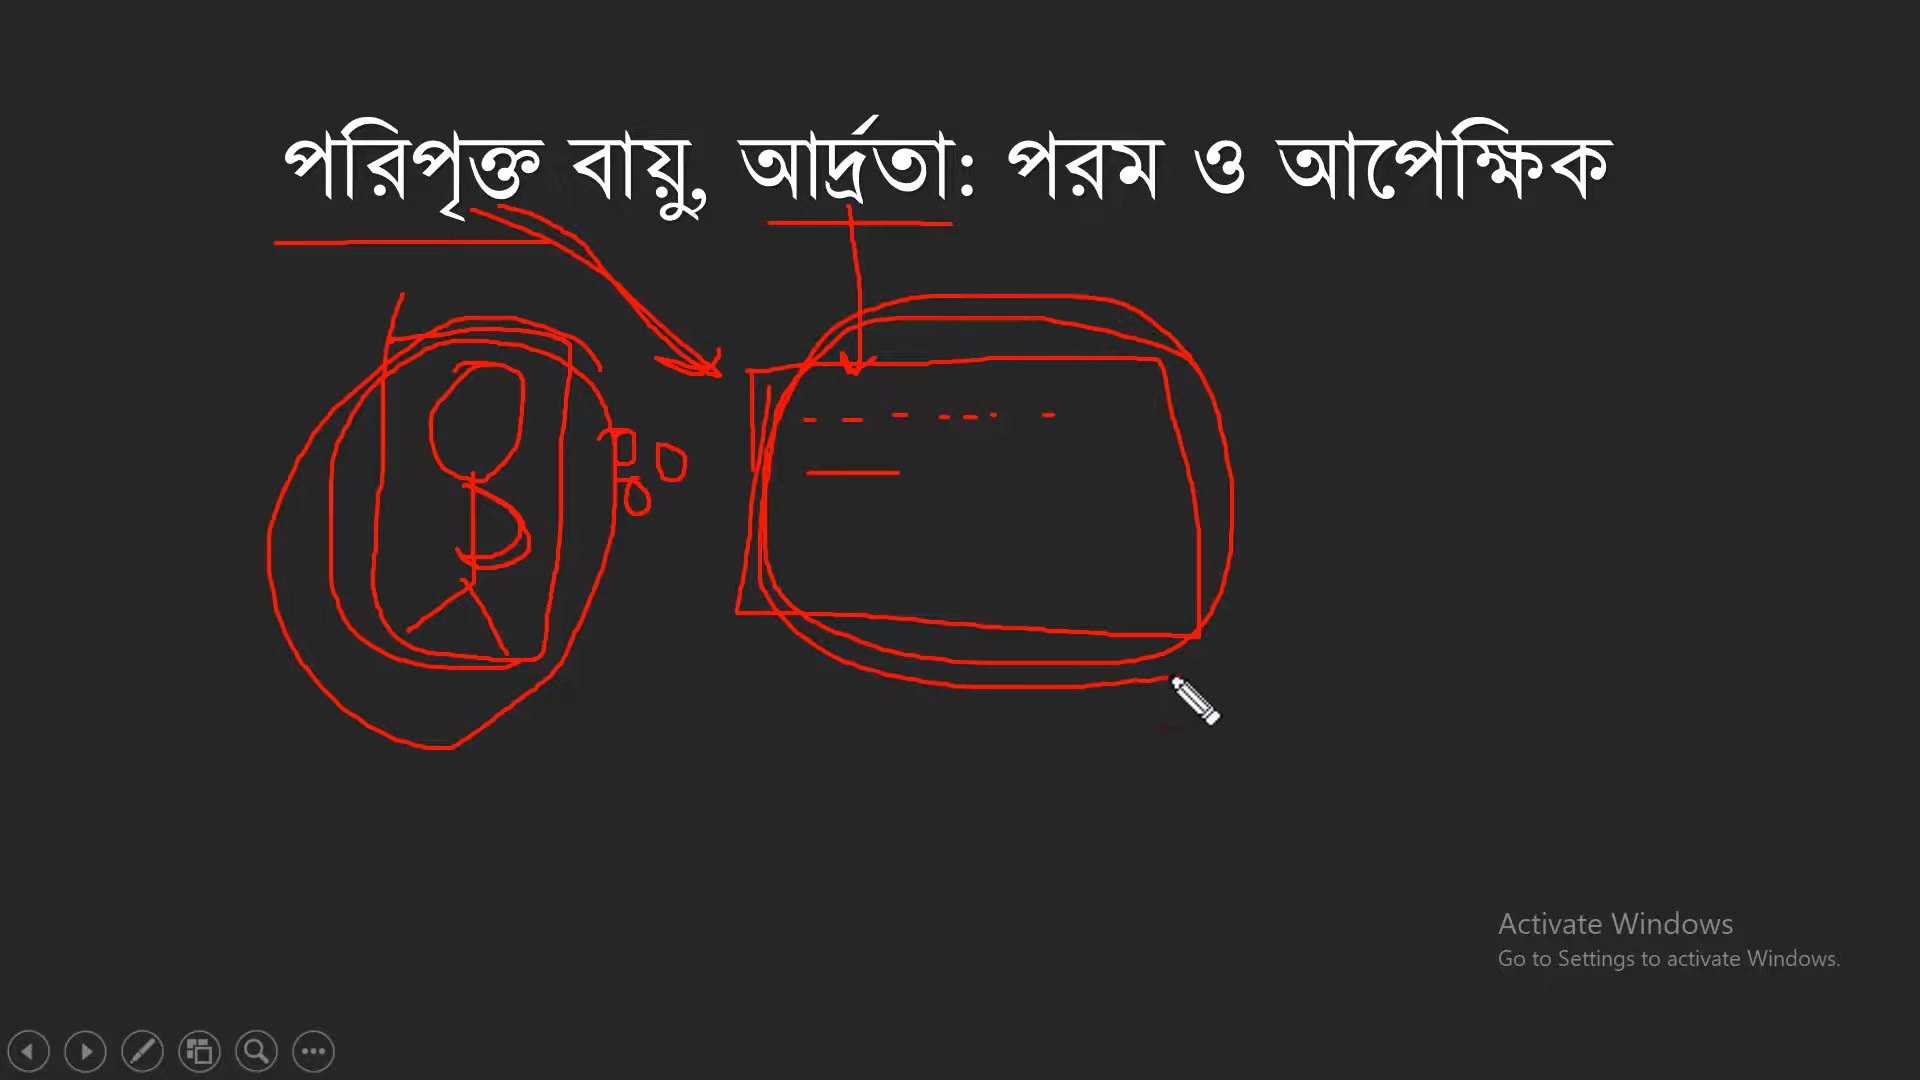 পরিপৃক্ত বায়ু, আর্দ্রতা: পরম ও আপেক্ষিক
Activate Windows
Go to Settings to activate Windows.